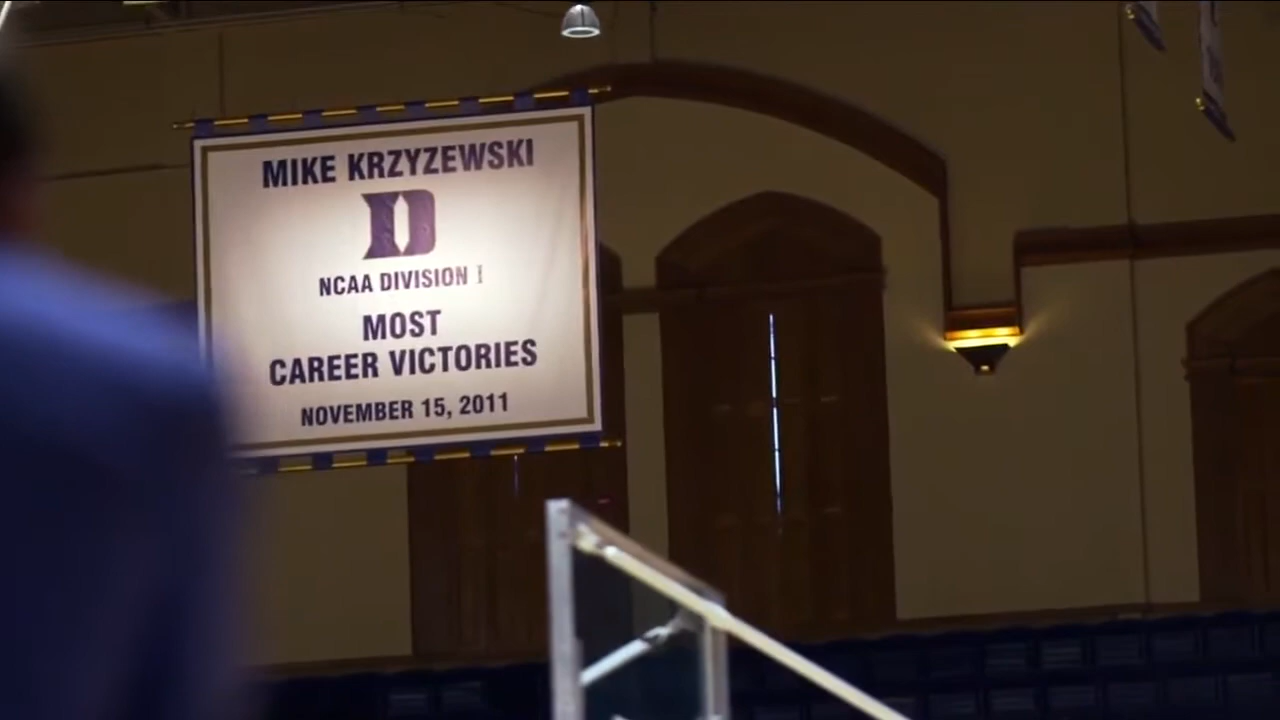 MIKE KRZYZEWSKI
D
NCAA DIVISION I
MOST
CAREER VICTORIES
NOVEMBER 15, 2011